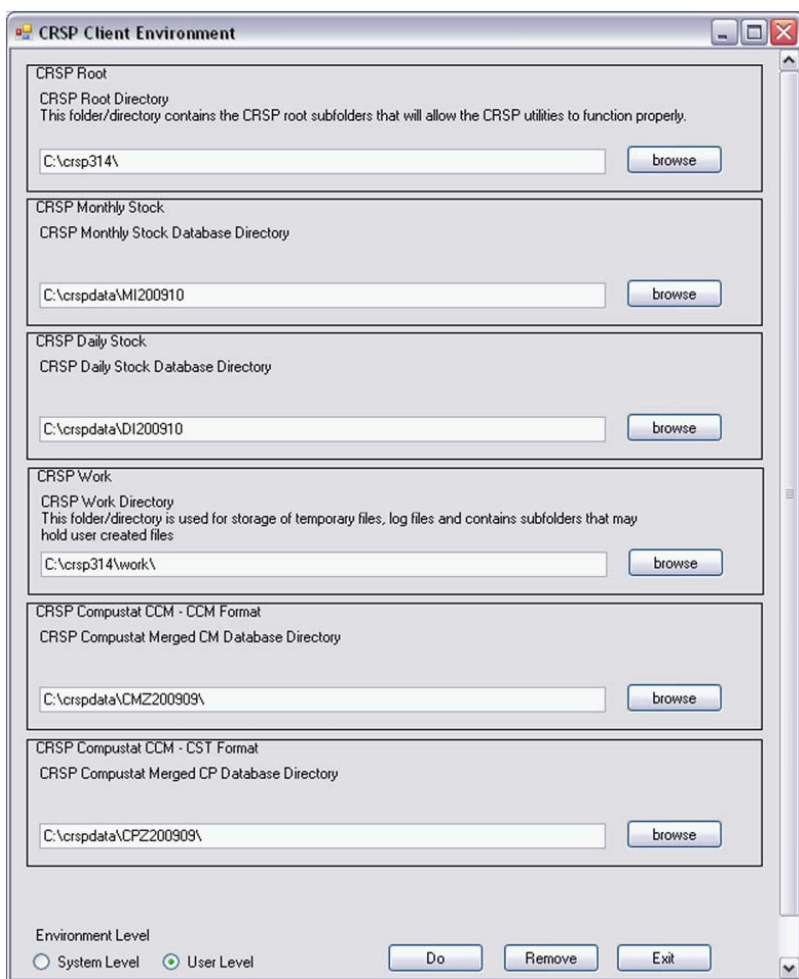 CRSP Client Environment
CRSP Root
CRSP Root Directory
This folder/directory contains the CRSP root subfolders that will allow the CRSP utilities to function properly.
C:\crsp314\
browse
CRSP Monthly Stock
CRSP Monthly Stock Database Directory
C:\crspdata\MI200910
browse
CRSP Daily Stock
CRSP Daily Stock Database Directory
C:\crspdata\DI200910
browse
CRSP Work
CRSP Work Directory
This folder/directory is used for storage of temporary files, log files and contains subfolders that may
hold user created files
C:\crsp314\work\
browse
CRSP Compustat CCM - CCM Format
CRSP Compustat Merged CM Database Directory
C:\crspdata\CMZ200909\
browse
CRSP Compustat CCM - CST Format
CRSP Compustat Merged CP Database Directory
C:\crspdata\CPZ200909\
browse
Environment Level
System Level
User Level
Do
Remove
Exit